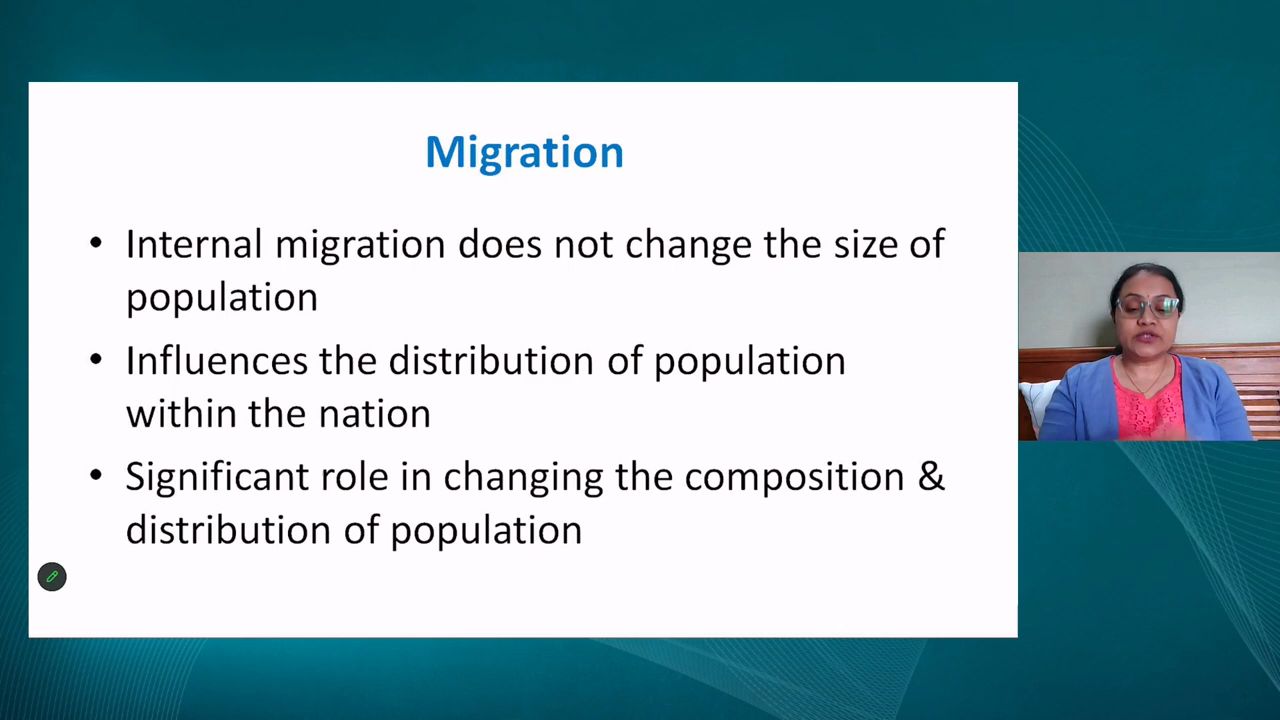 Migration
• Internal migration does not change the size of
population
• Influences the distribution of population
within the nation
• Significant role in changing the composition &
distribution of population